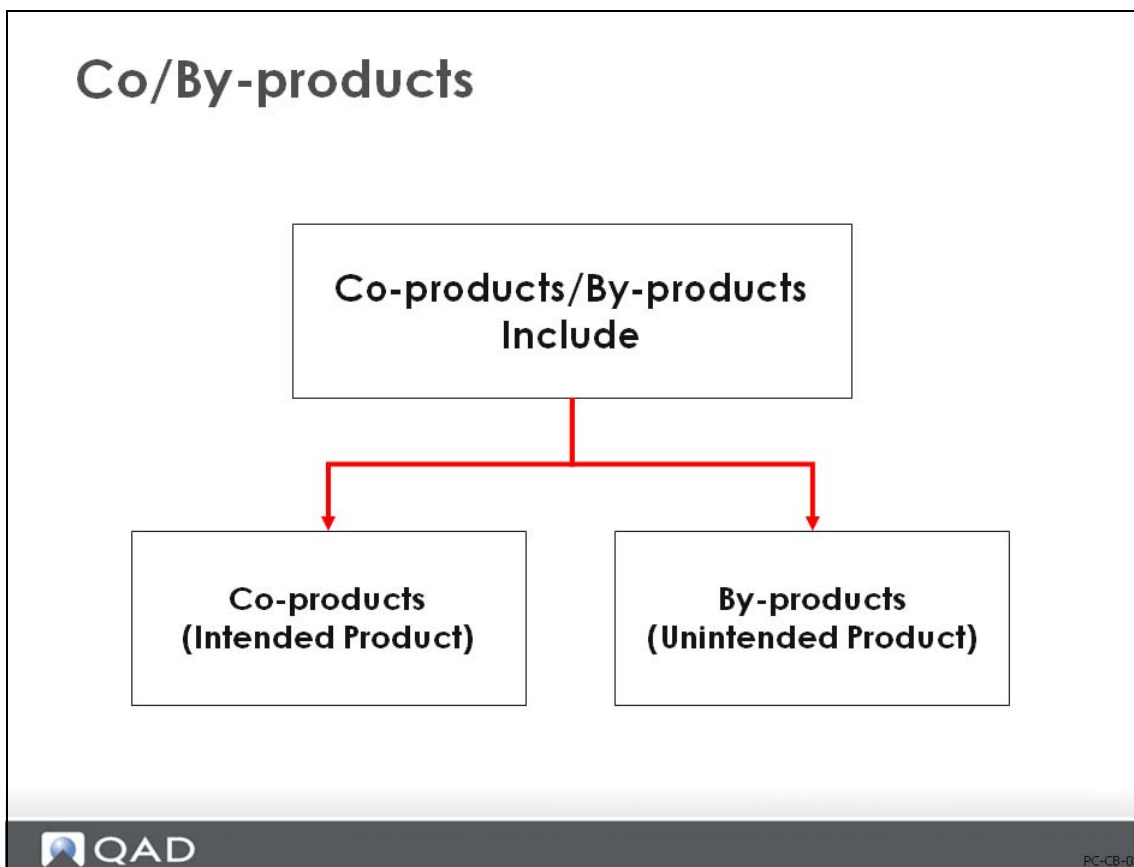 Co/By-products
Co-products/By-products
Include
Co-products
(Intended Product)
By-products
(Unintended Product)
QAD